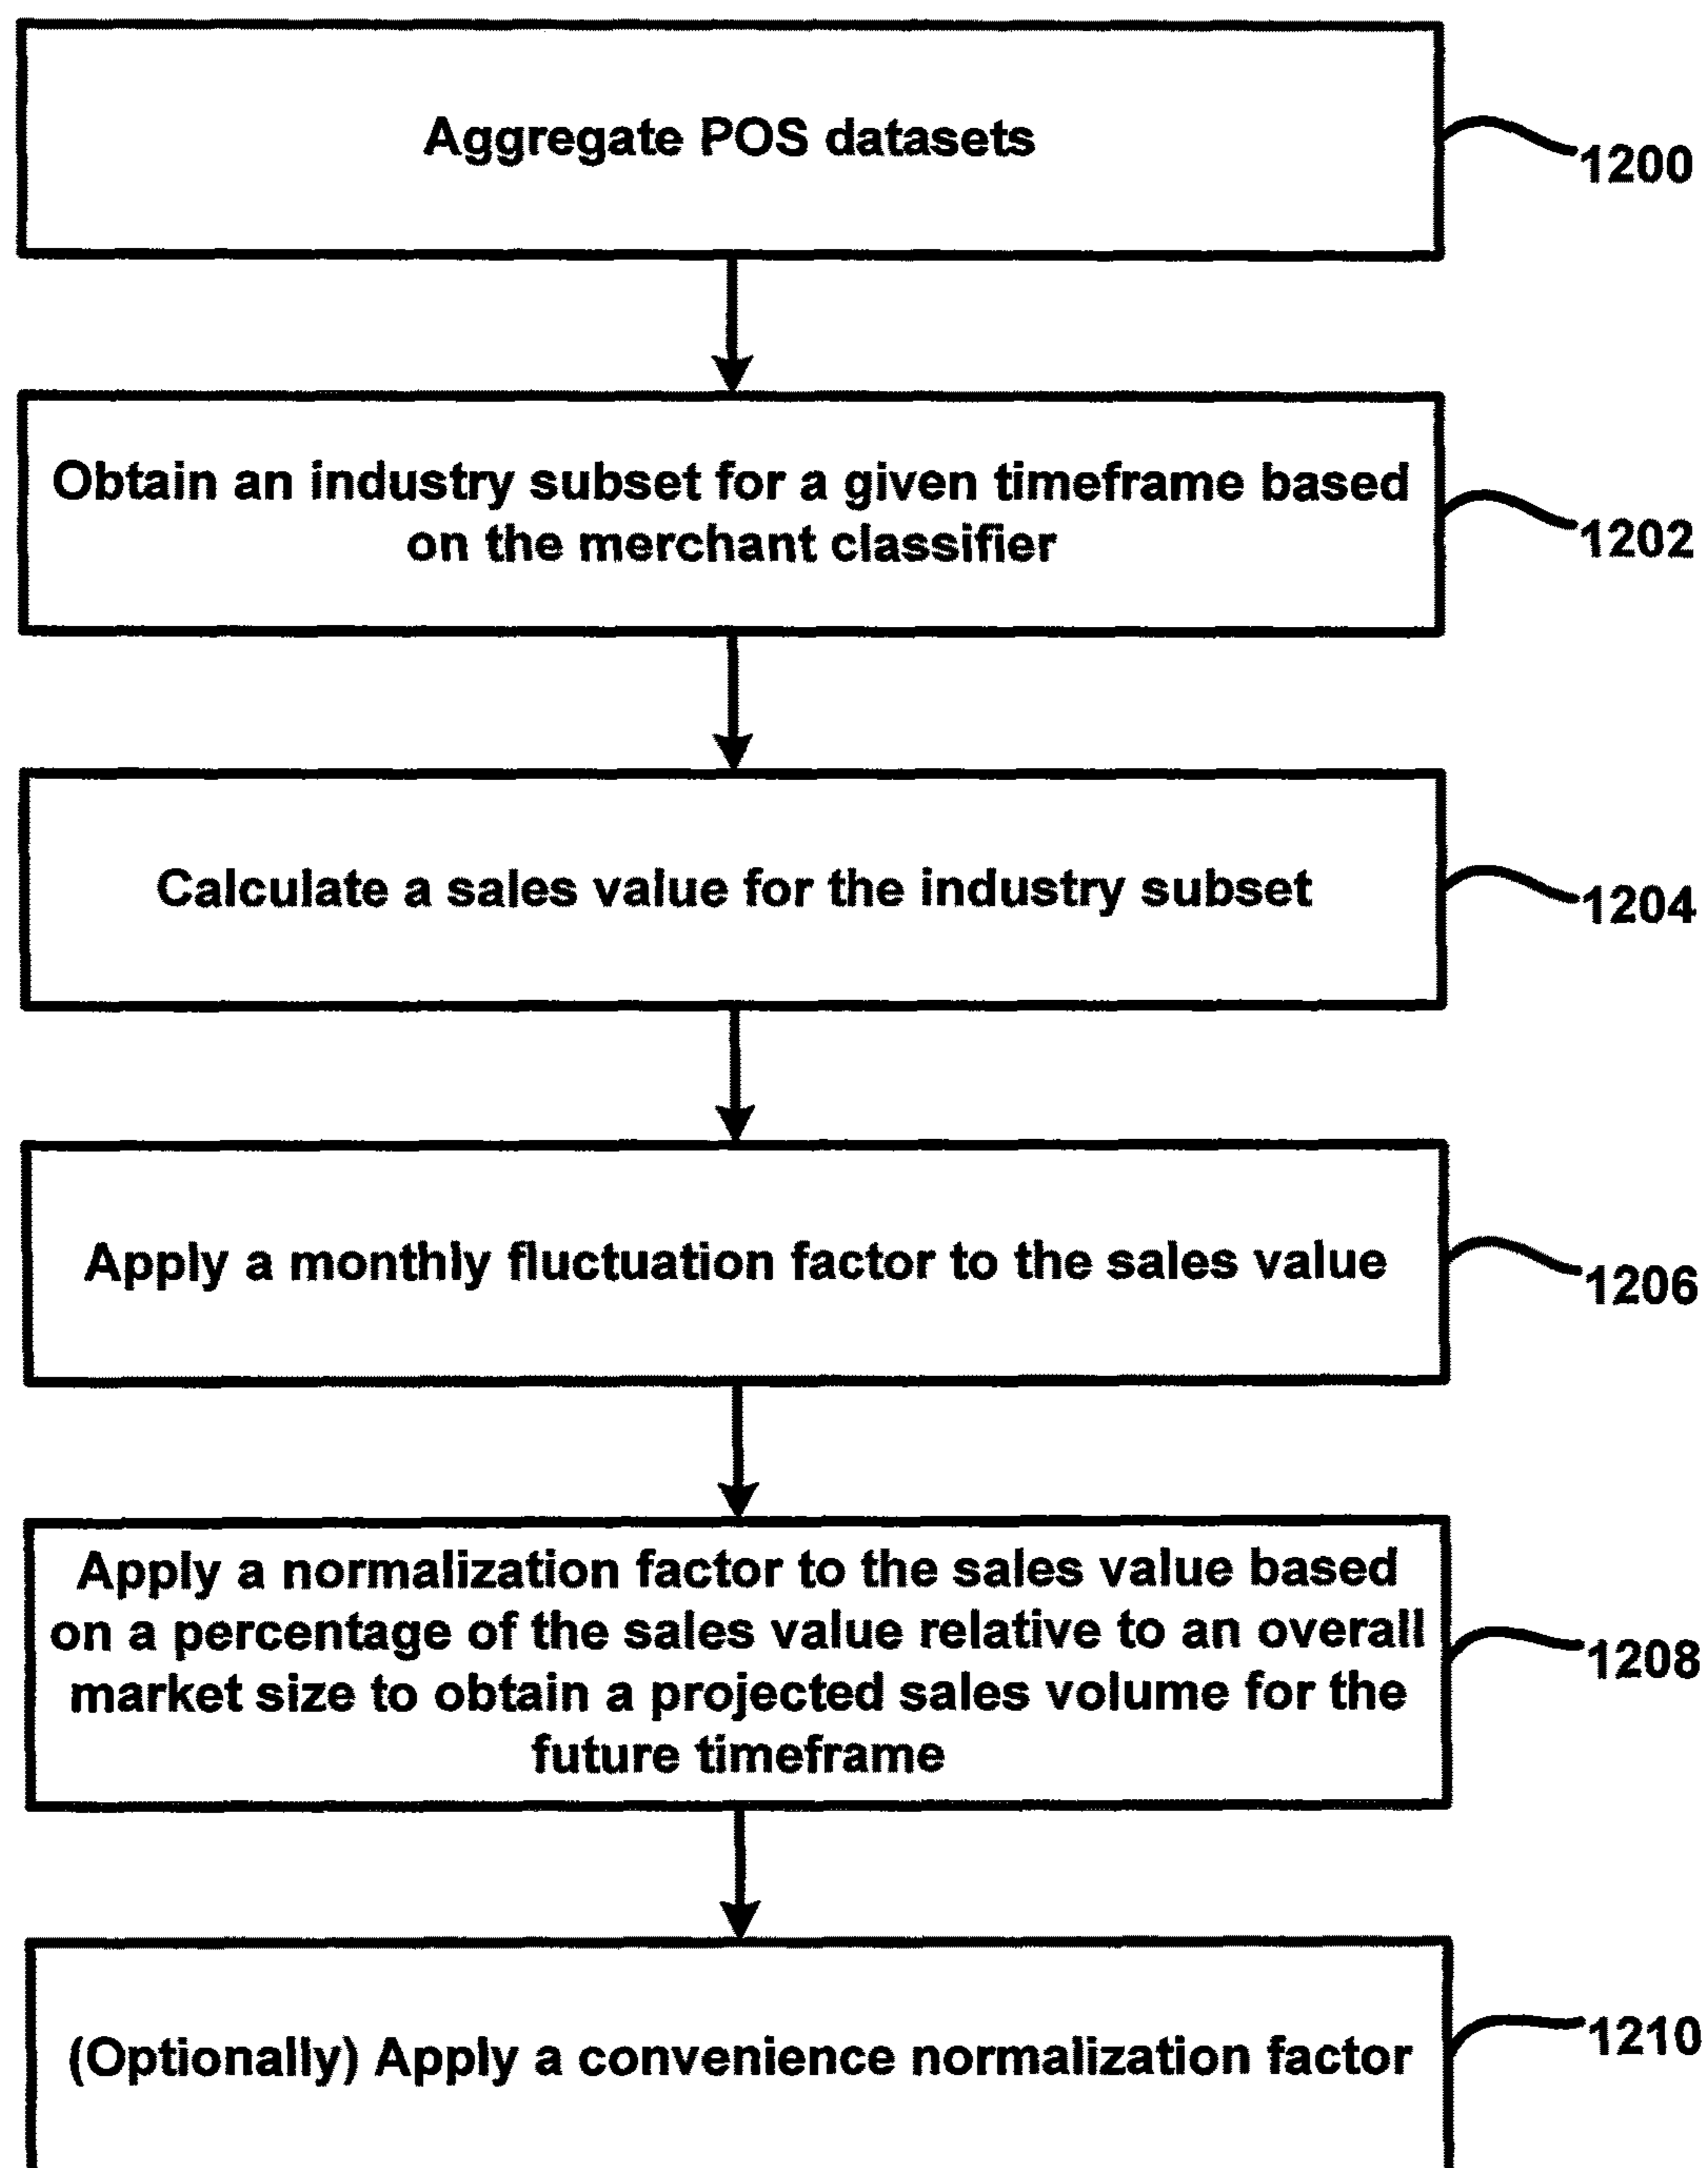 Aggregate POS datasets
1200
Obtain an industry subset for a given timeframe based
on the merchant classifier
1202
Calculate a sales value for the industry subset
1204
Apply a monthly fluctuation factor to the sales value
1206
Apply a normalization factor to the sales value based
on a percentage of the sales value relative to an overall
market size to obtain a projected sales volume for the
future timeframe
1208
(Optionally) Apply a convenience normalization factor
1210